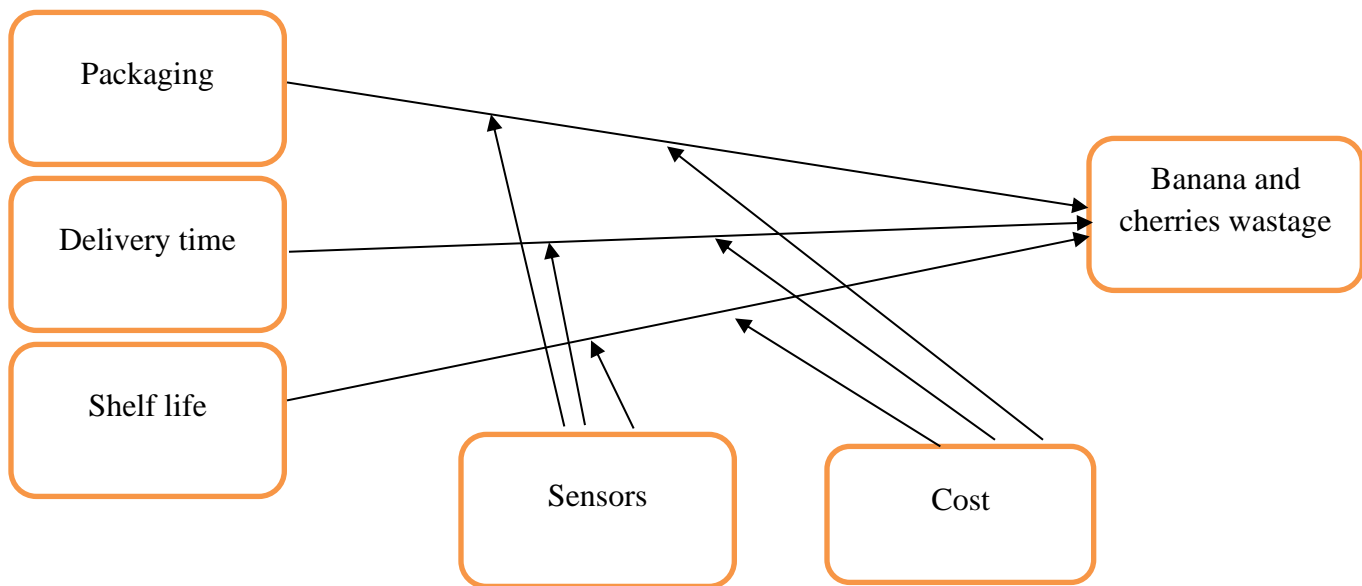 Packaging
Delivery time
Shelf life
Sensors
Cost
Banana and
cherries wastage